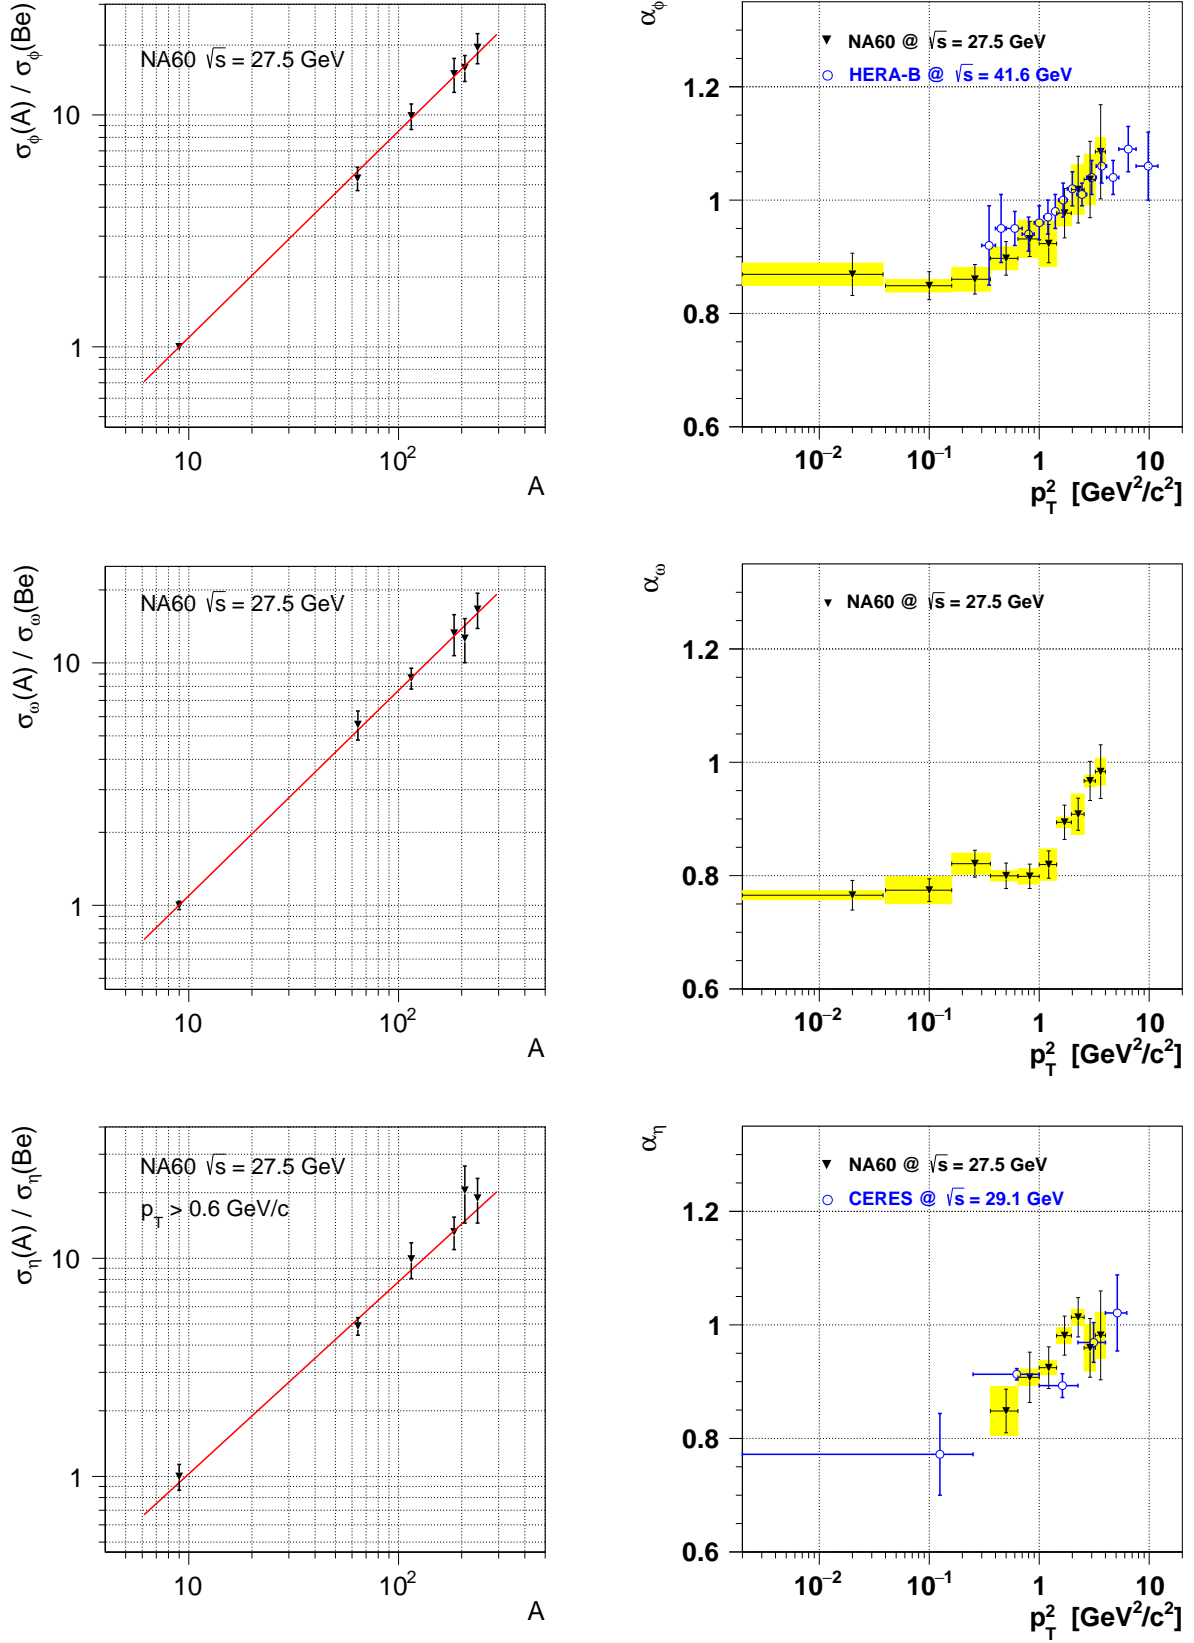 σϕ(A) / σϕ(Be)
NA60 √s = 27.5 GeV
10
1
10
10²
A
αϕ
NA60 @ √s = 27.5 GeV
HERA-B @ √s = 41.6 GeV
1.2
1
0.8
0.6
10⁻²
10⁻¹
1
10
p_T² [GeV²/c²]
σω(A) / σω(Be)
NA60 √s = 27.5 GeV
10
1
10
10²
A
αω
NA60 @ √s = 27.5 GeV
1.2
1
0.8
0.6
10⁻²
10⁻¹
1
10
p_T² [GeV²/c²]
ση(A) / ση(Be)
NA60 √s = 27.5 GeV
p_T > 0.6 GeV/c
10
1
10
10²
A
αη
NA60 @ √s = 27.5 GeV
CERES @ √s = 29.1 GeV
1.2
1
0.8
0.6
10⁻²
10⁻¹
1
10
p_T² [GeV²/c²]